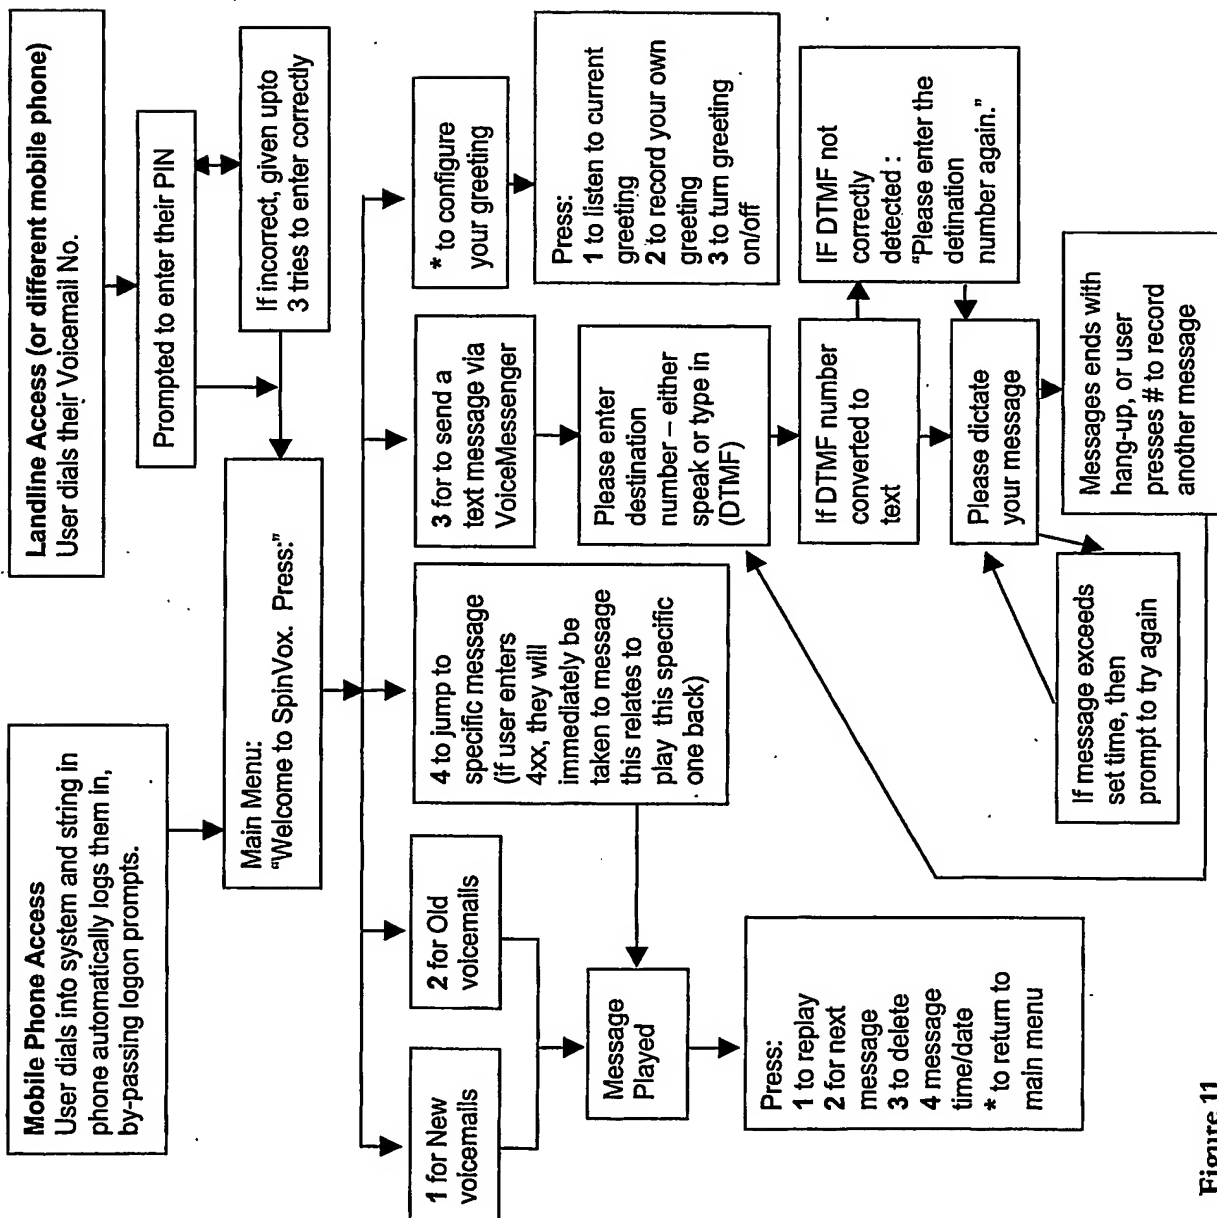 Mobile Phone Access
User dials into system and string in
phone automatically logs them in,
by-passing logon prompts.
Landline Access (or different mobile phone)
User dials their Voicemail No.
Prompted to enter their PIN
If incorrect, given upto
3 tries to enter correctly
Main Menu:
“Welcome to SpinVox. Press:”
1 for New
voicemails
2 for Old
voicemails
4 to jump to
specific message
(if user enters
4xx, they will
immediately be
taken to message
this relates to
play this specific
one back)
3 for to send a
text message via
VoiceMessenger
* to configure
your greeting
Message
Played
Please enter
destination
number – either
speak or type in
(DTMF)
Press:
1 to listen to current
greeting
2 to record your own
greeting
3 to turn greeting
on/off
Press:
1 to replay
2 for next
message
3 to delete
4 message
time/date
* to return to
main menu
If DTMF number
converted to
text
IF DTMF not
correctly
detected :
“Please enter the
detination
number again.”
Please dictate
your message
If message exceeds
set time, then
prompt to try again
Messages ends with
hang-up, or user
presses # to record
another message
Figure 11